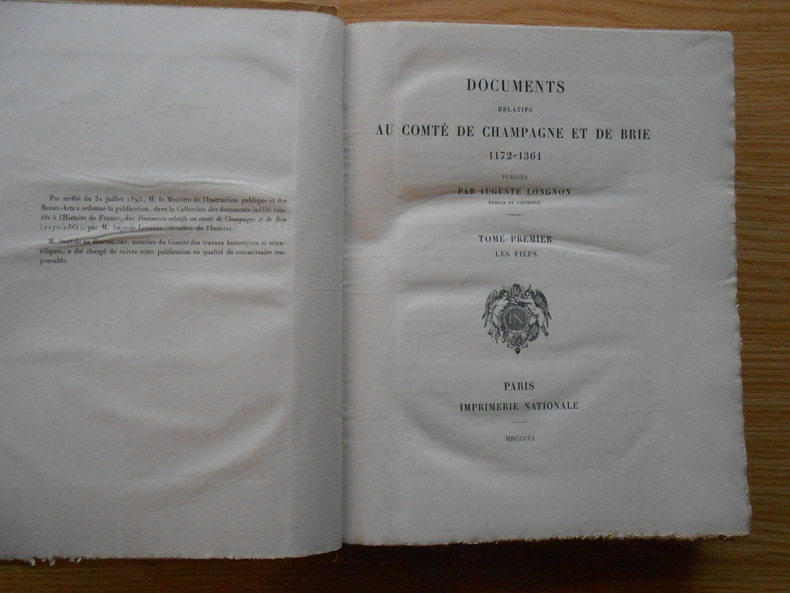 Par arrêté du 31 juillet 1894, M. le Ministre de l'Instruction publique et des
Beaux-Arts a ordonné la publication, dans la Collection des documents inédits rela-
tifs à l'Histoire de France, des Documents relatifs au comté de Champagne et de Brie
(1172-1361), par M. Auguste Longnon, membre de l'Institut.
M. Anatole de Barthélemy, membre du Comité des travaux historiques et scien-
tifiques, a été chargé de suivre cette publication en qualité de commissaire res-
ponsable.
DOCUMENTS
RELATIFS
AU COMTÉ DE CHAMPAGNE ET DE BRIE
1172-1361
PUBLIÉS
PAR AUGUSTE LONGNON
MEMBRE DE L'INSTITUT
TOME PREMIER
LES FIEFS
IN
PARIS
IMPRIMERIE NATIONALE
MDCCCCI